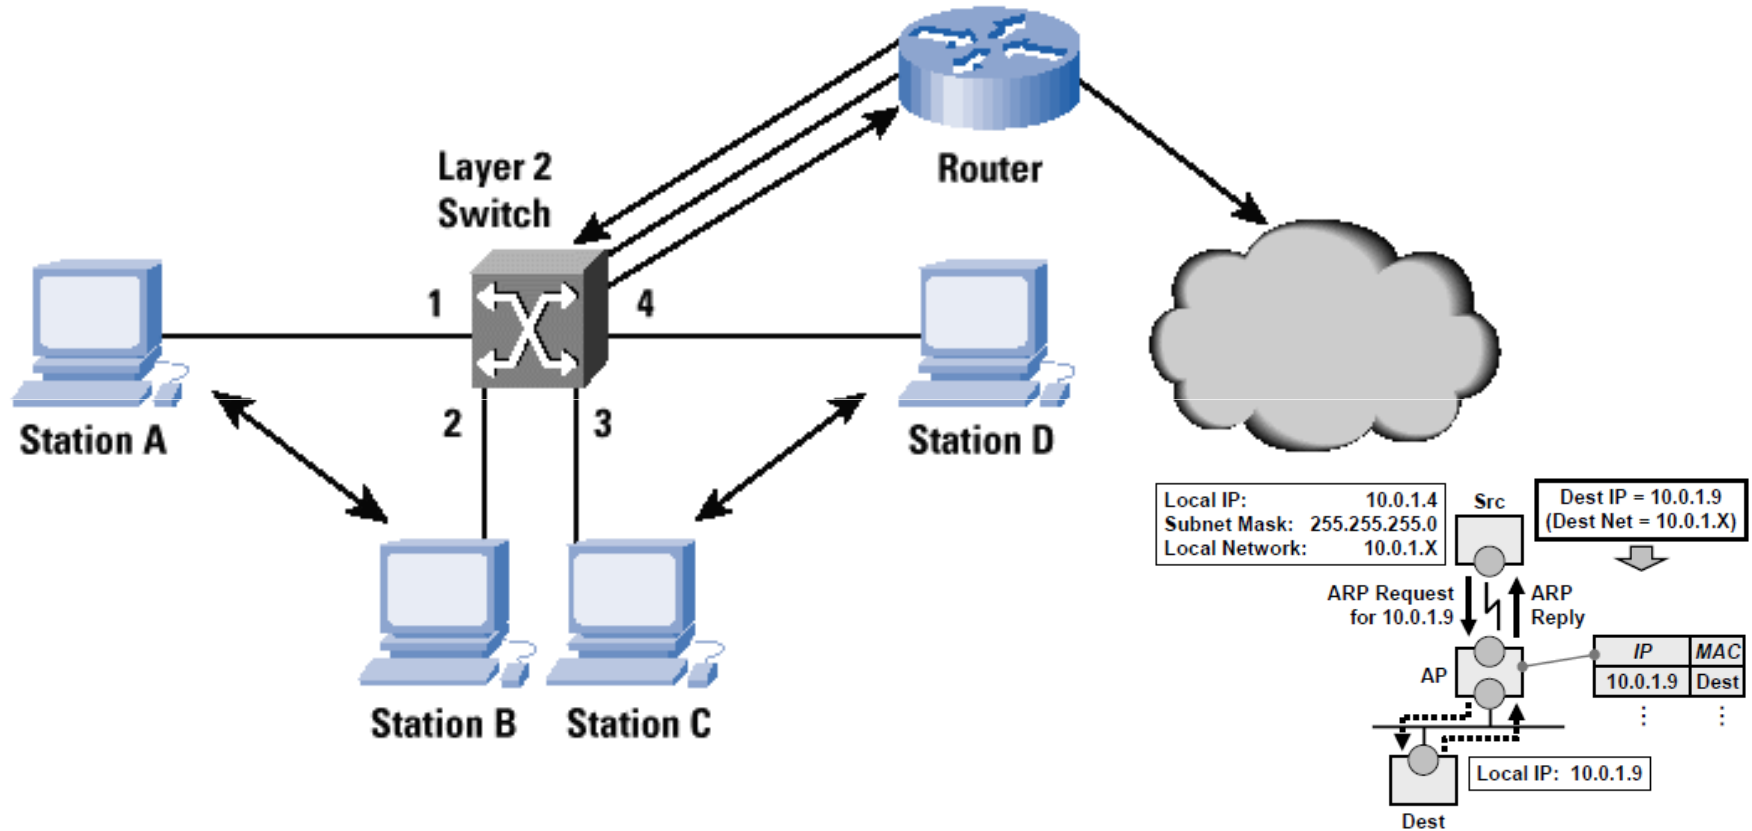 Layer 2
Switch
Router
1
4
2
3
Station A
Station D
Station B
Station C
Local IP: 10.0.1.4
Subnet Mask: 255.255.255.0
Local Network: 10.0.1.X
Src
Dest IP = 10.0.1.9
(Dest Net = 10.0.1.X)
ARP Request
for 10.0.1.9
ARP
Reply
AP
IP MAC
10.0.1.9 Dest
⋮ ⋮
Local IP: 10.0.1.9
Dest